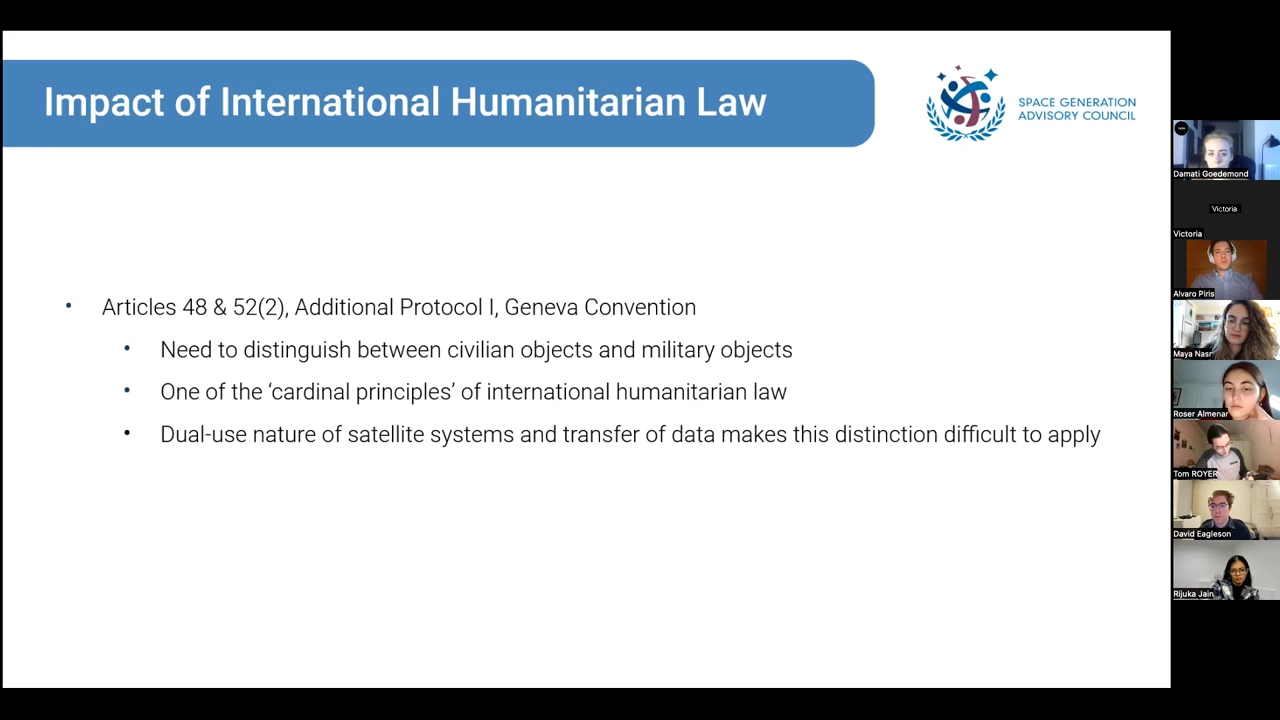 Impact of International Humanitarian Law
SPACE GENERATION
ADVISORY COUNCIL
• Articles 48 & 52(2), Additional Protocol I, Geneva Convention
• Need to distinguish between civilian objects and military objects
• One of the ‘cardinal principles’ of international humanitarian law
• Dual-use nature of satellite systems and transfer of data makes this distinction difficult to apply
Damati Goedemond
Victoria
Victoria
Alvaro Piris
Maya Nasr
Roser Almenar
Tom ROYER
David Eagleson
Rijuka Jain